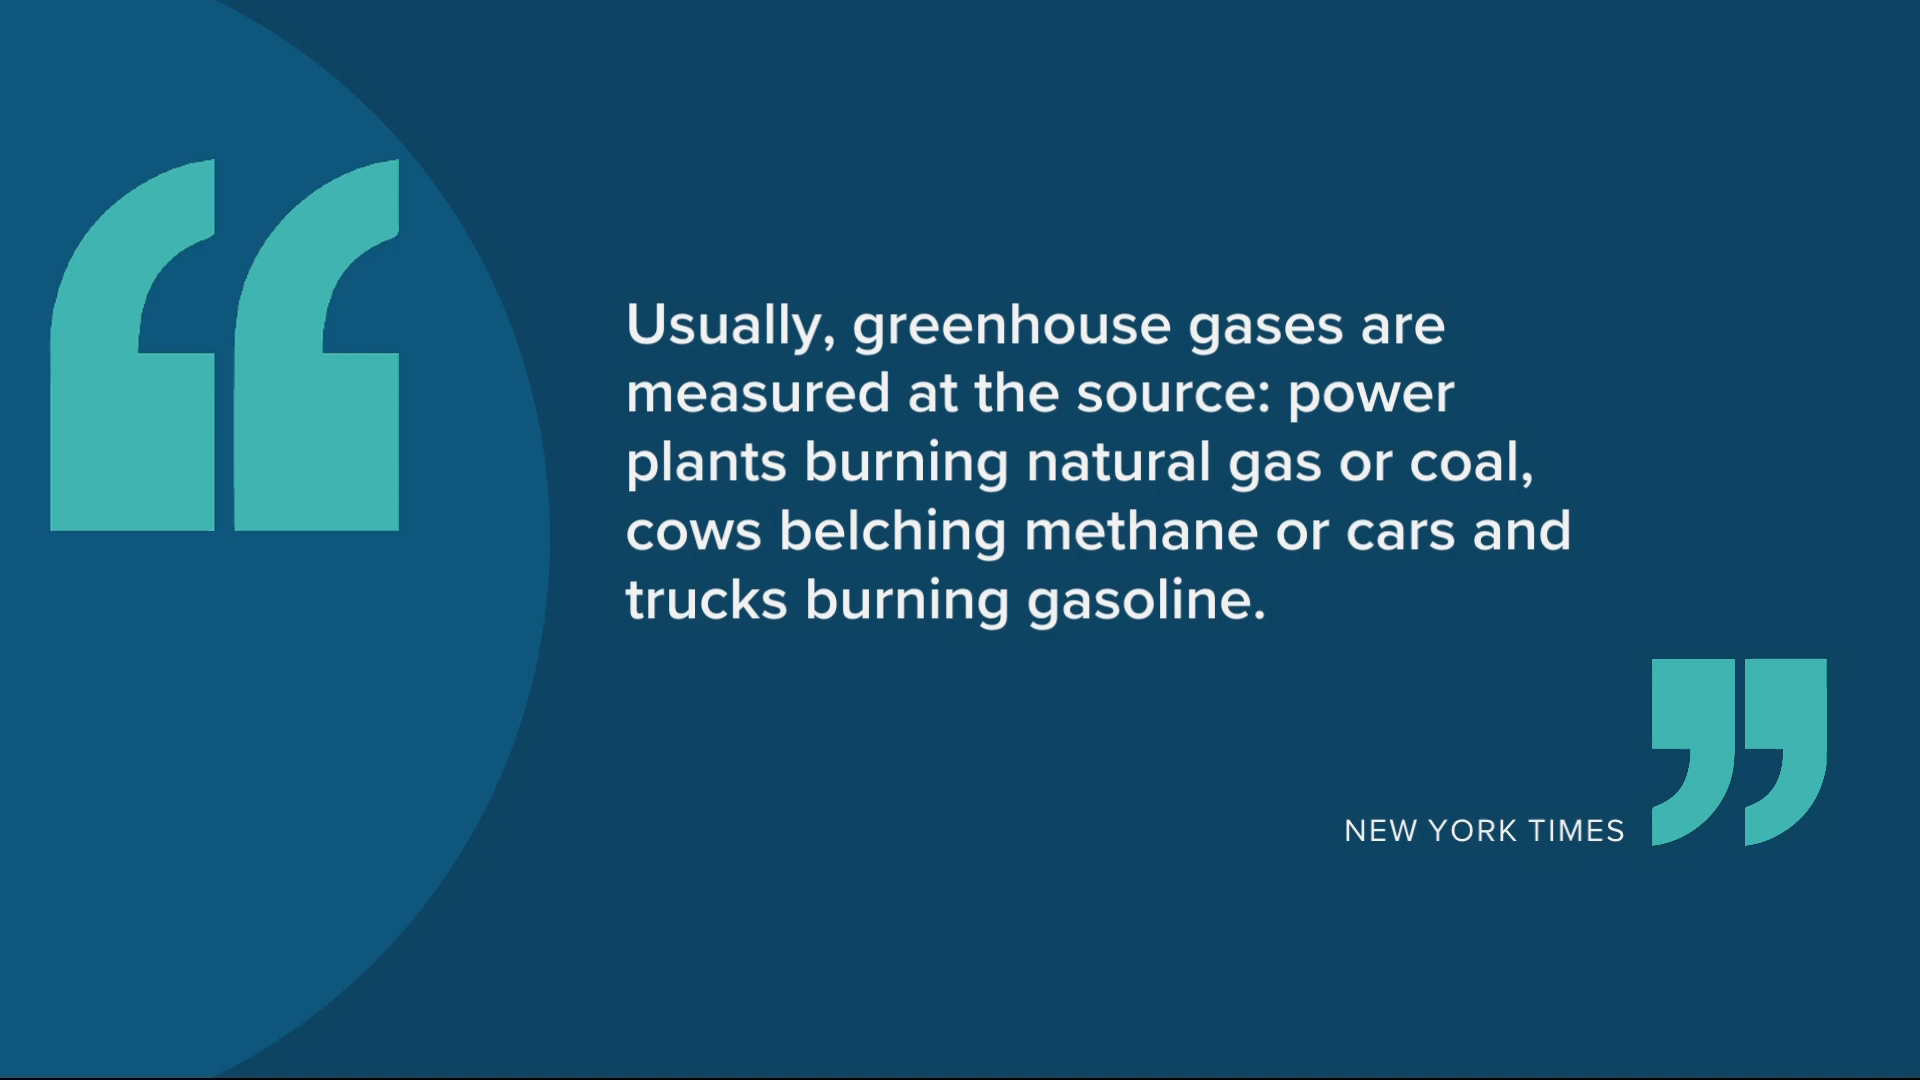 Usually, greenhouse gases are
measured at the source: power
plants burning natural gas or coal,
cows belching methane or cars and
trucks burning gasoline.
NEW YORK TIMES